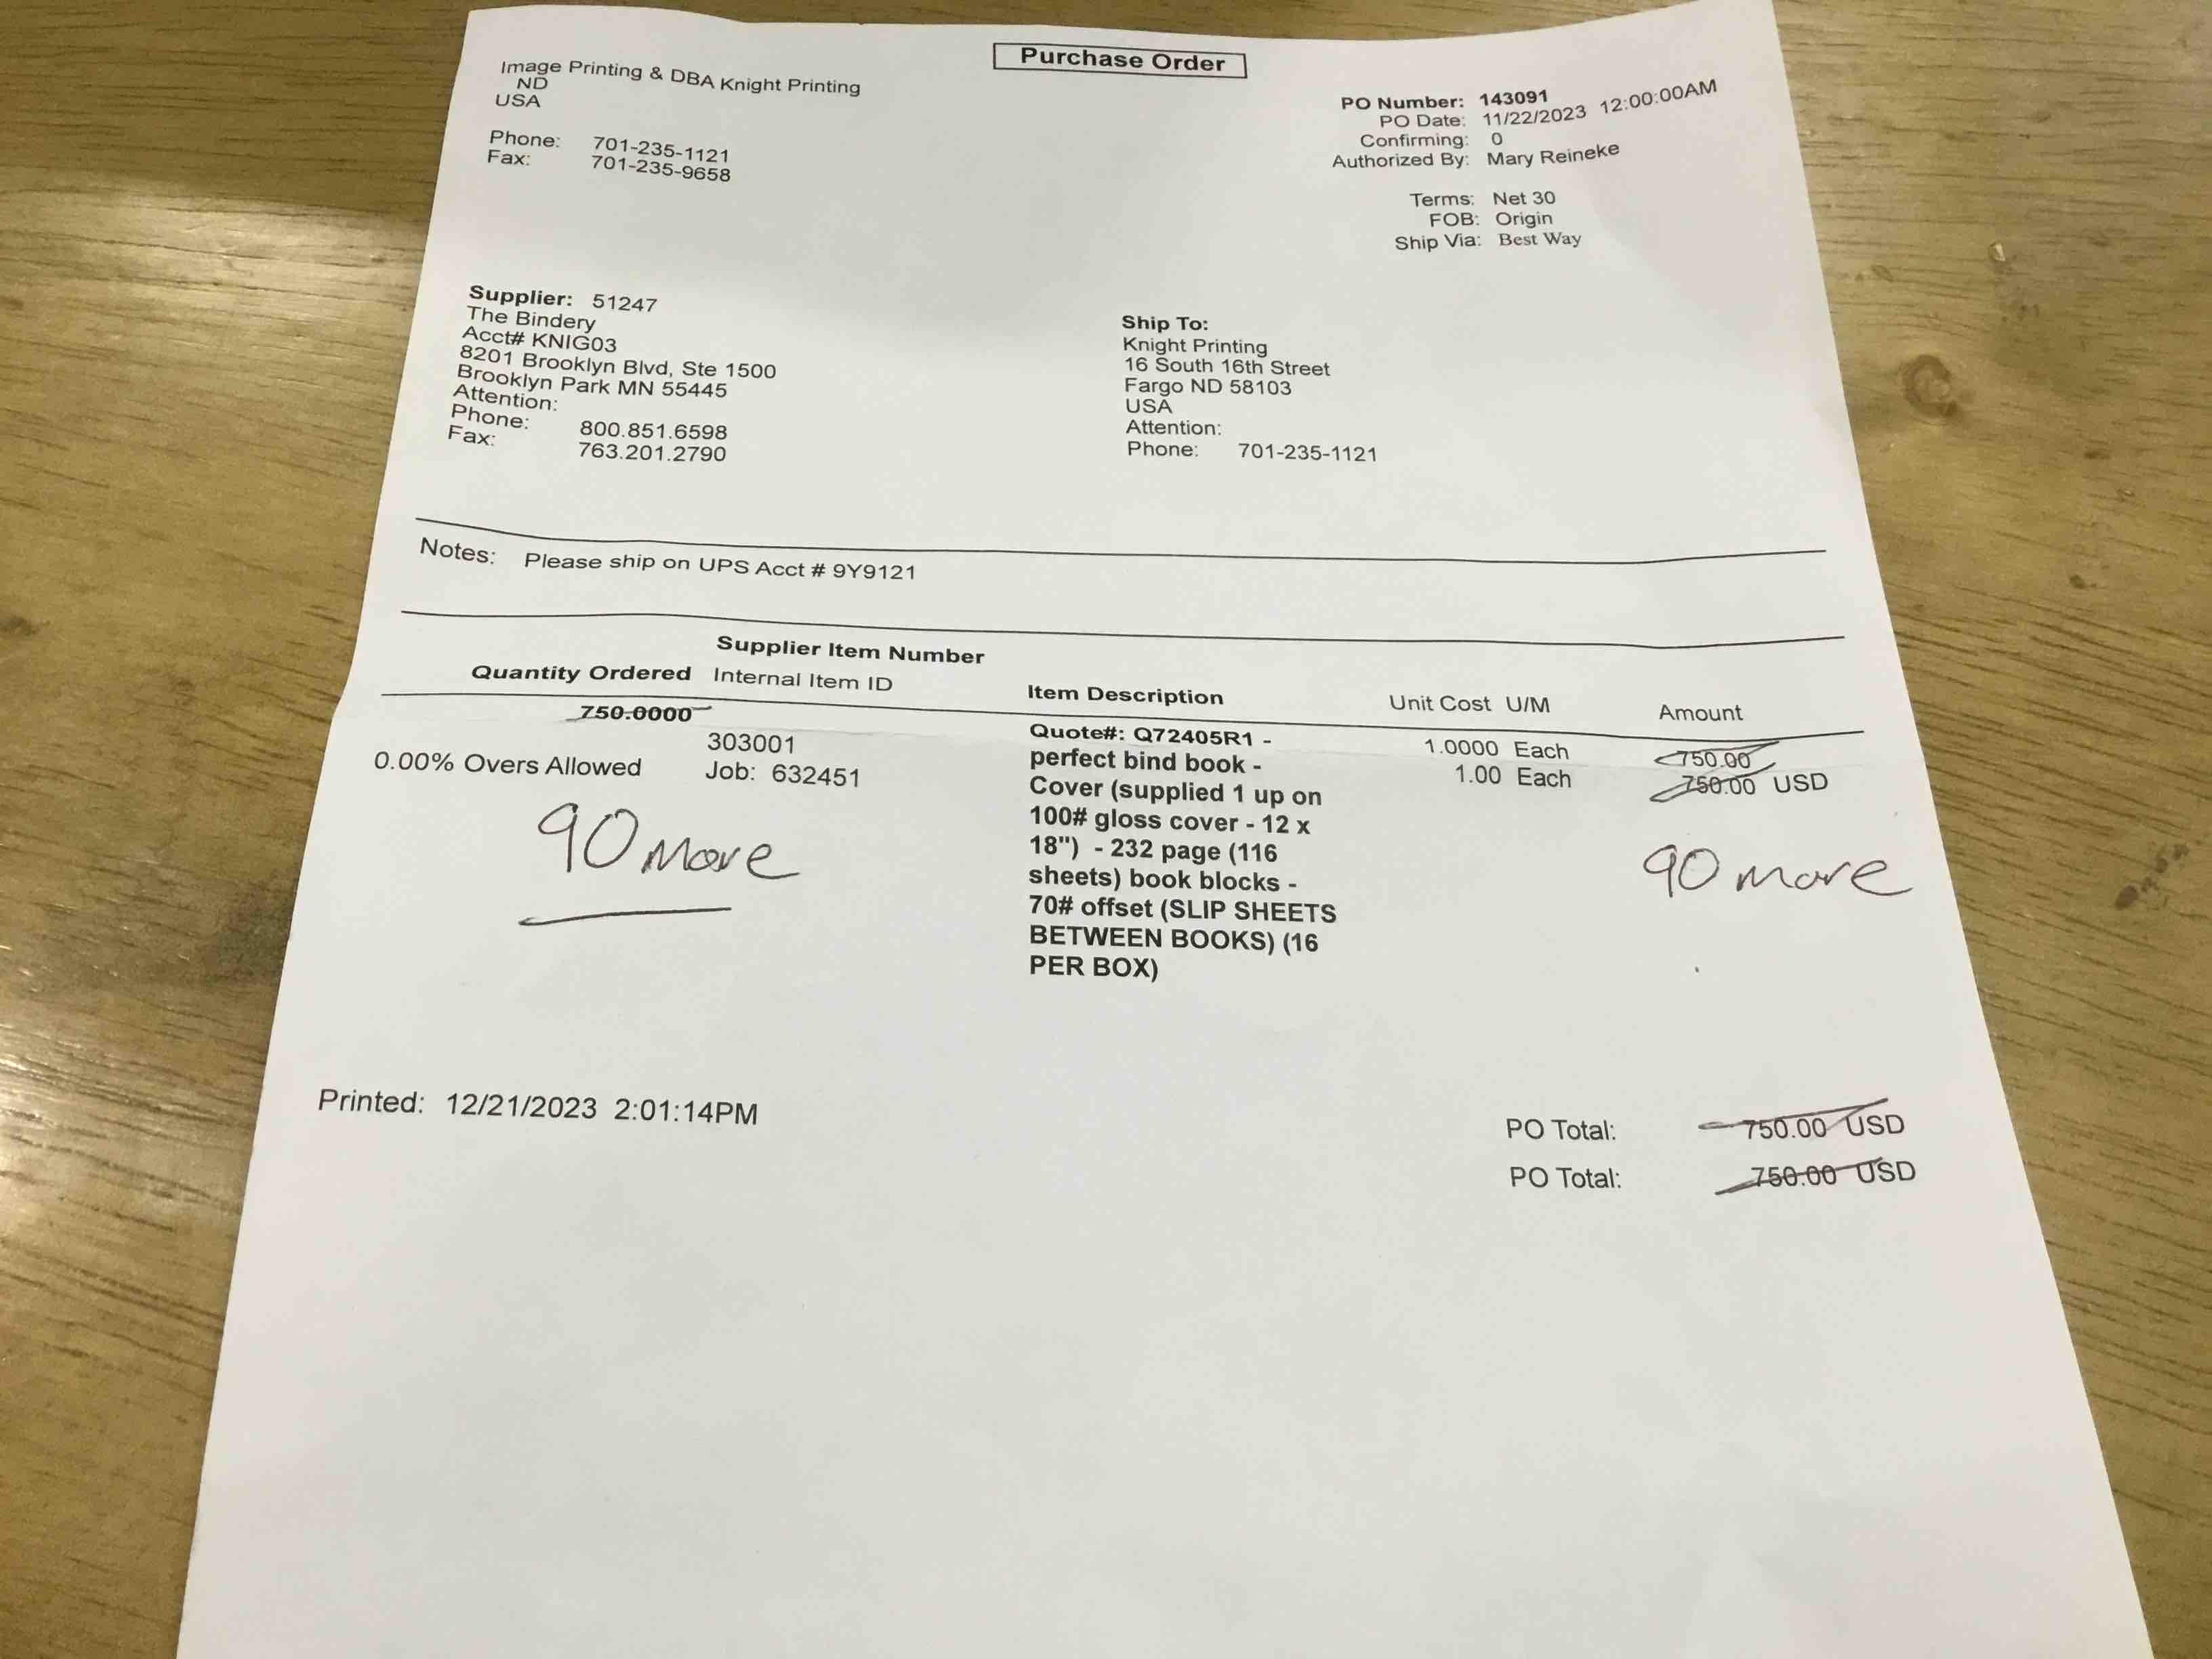 Purchase Order
Image Printing & DBA Knight Printing
ND
USA
Phone: 701-235-1121
Fax: 701-235-9658
PO Number: 143091
PO Date: 11/22/2023 12:00:00AM
Confirming: 0
Authorized By: Mary Reineke
Terms: Net 30
FOB: Origin
Ship Via: Best Way
Supplier: 51247
The Bindery
Acct# KNIG03
8201 Brooklyn Blvd, Ste 1500
Brooklyn Park MN 55445
Attention:
Phone: 800.851.6598
Fax: 763.201.2790
Ship To:
Knight Printing
16 South 16th Street
Fargo ND 58103
USA
Attention:
Phone: 701-235-1121
Notes: Please ship on UPS Acct # 9Y9121
Supplier Item Number
Quantity Ordered Internal Item ID Item Description Unit Cost U/M Amount
750.0000
303001
0.00% Overs Allowed Job: 632451
90 more
Quote#: Q72405R1 -
perfect bind book -
Cover (supplied 1 up on
100# gloss cover - 12 x
18") - 232 page (116
sheets) book blocks -
70# offset (SLIP SHEETS
BETWEEN BOOKS) (16
PER BOX)
1.0000 Each 750.00
1.00 Each 750.00 USD
90 more
Printed: 12/21/2023 2:01:14PM
PO Total: 750.00 USD
PO Total: 750.00 USD